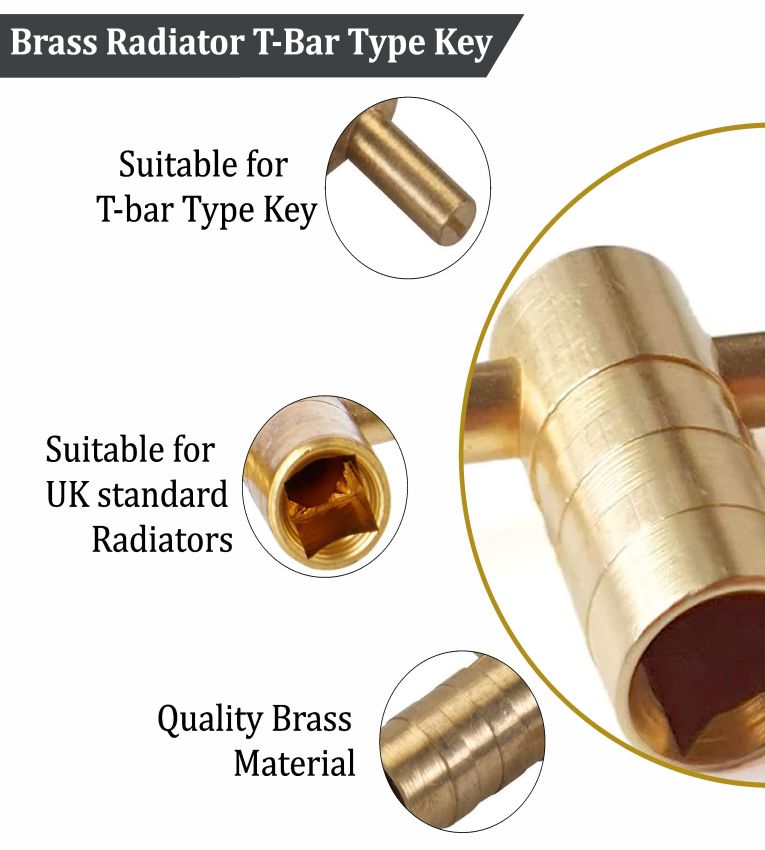 Brass Radiator T-Bar Type Key
Suitable for
T-bar Type Key
Suitable for
UK standard
Radiators
Quality Brass
Material